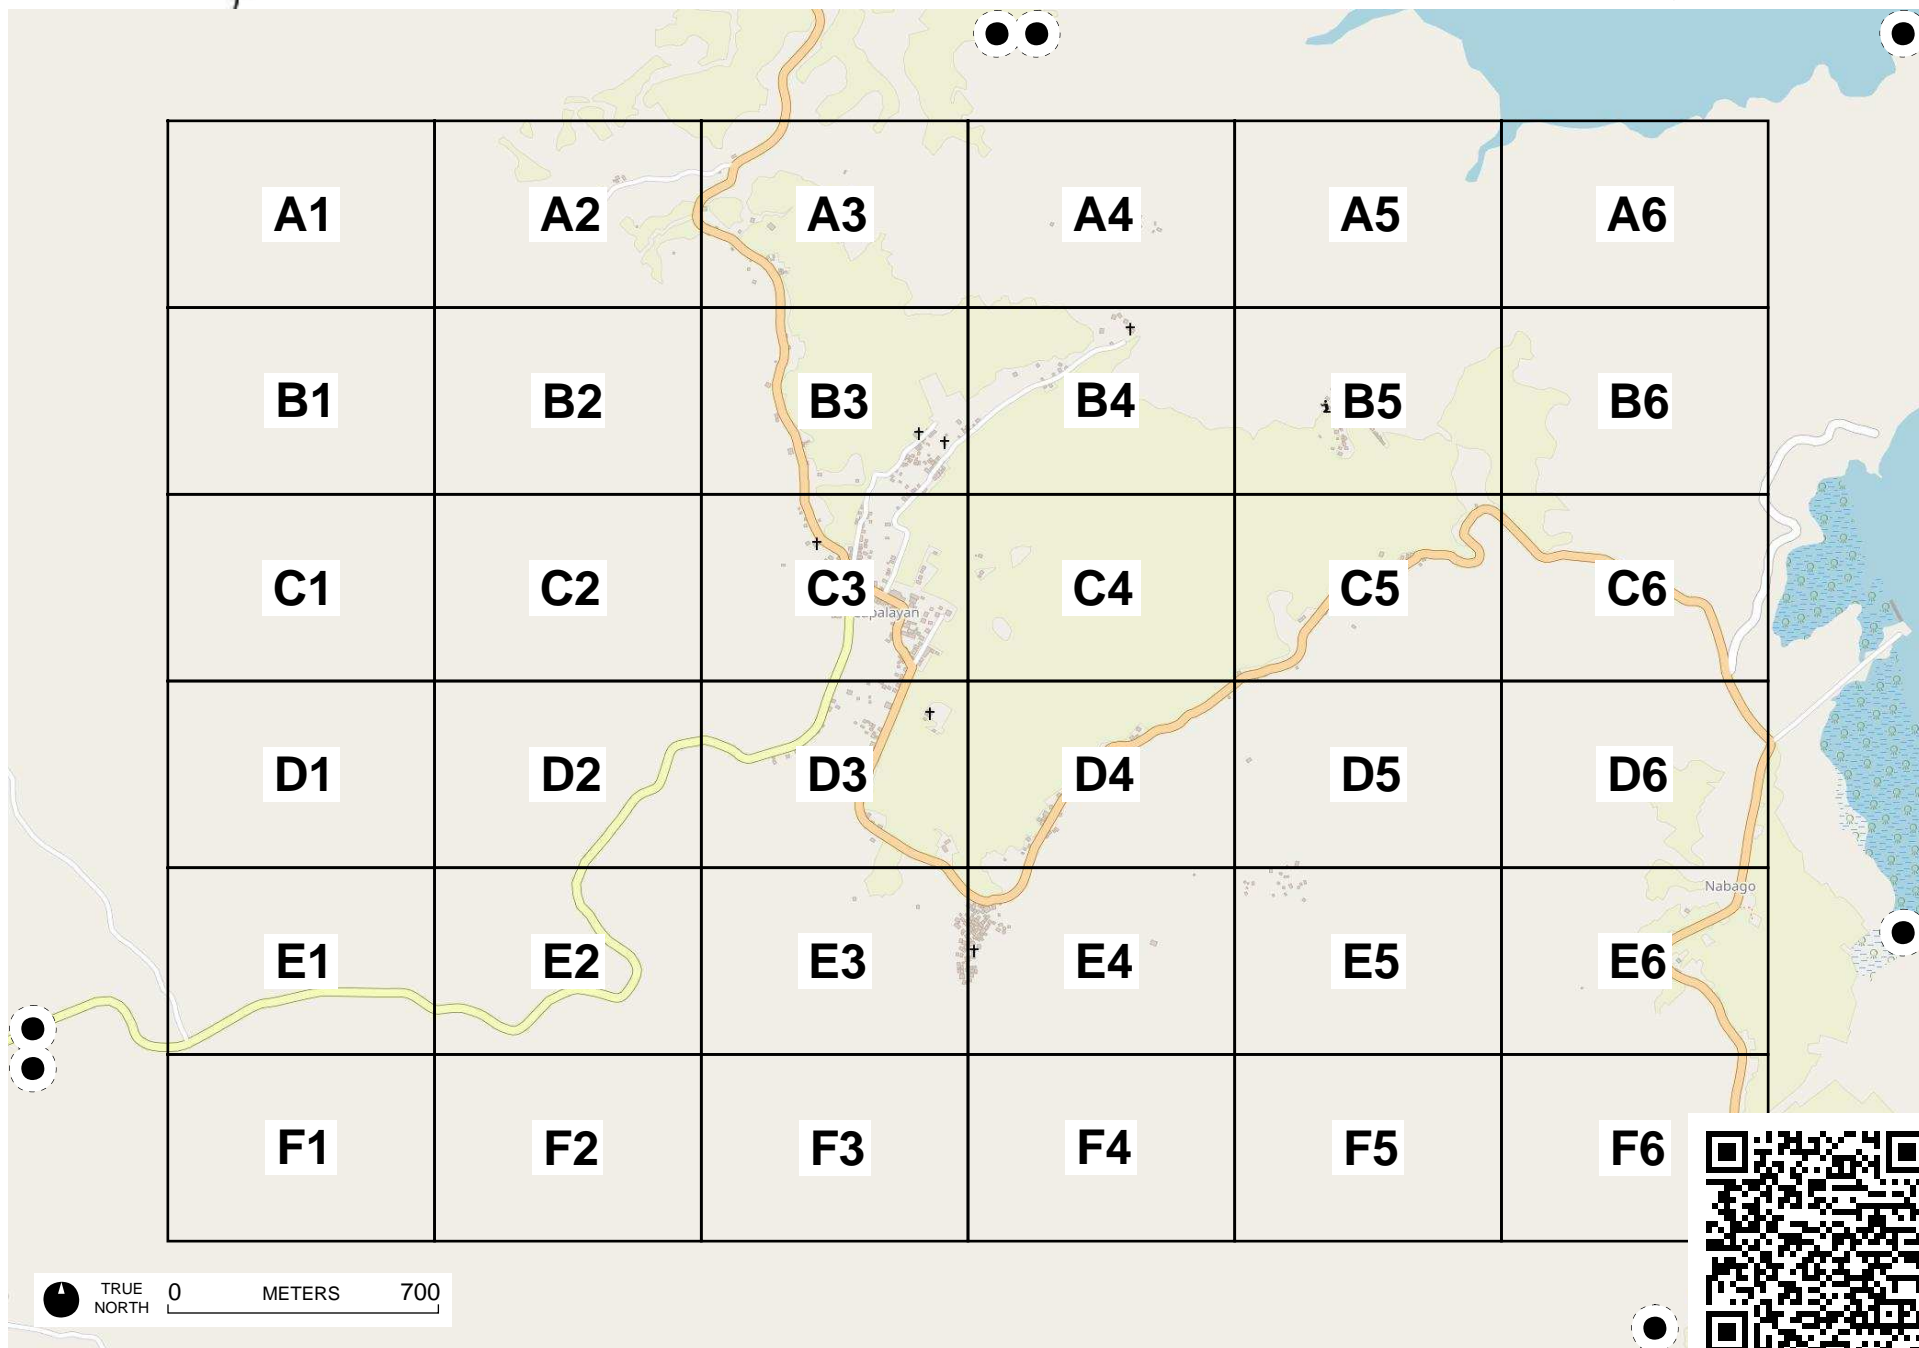 A1 A2 A3 A4 A5 A6
B1 B2 B3 B4 B5 B6
C1 C2 C3 C4 C5 C6
D1 D2 D3 D4 D5 D6
Nabago
E1 E2 E3 E4 E5 E6
F1 F2 F3 F4 F5 F6
TRUE NORTH
0 METERS 700